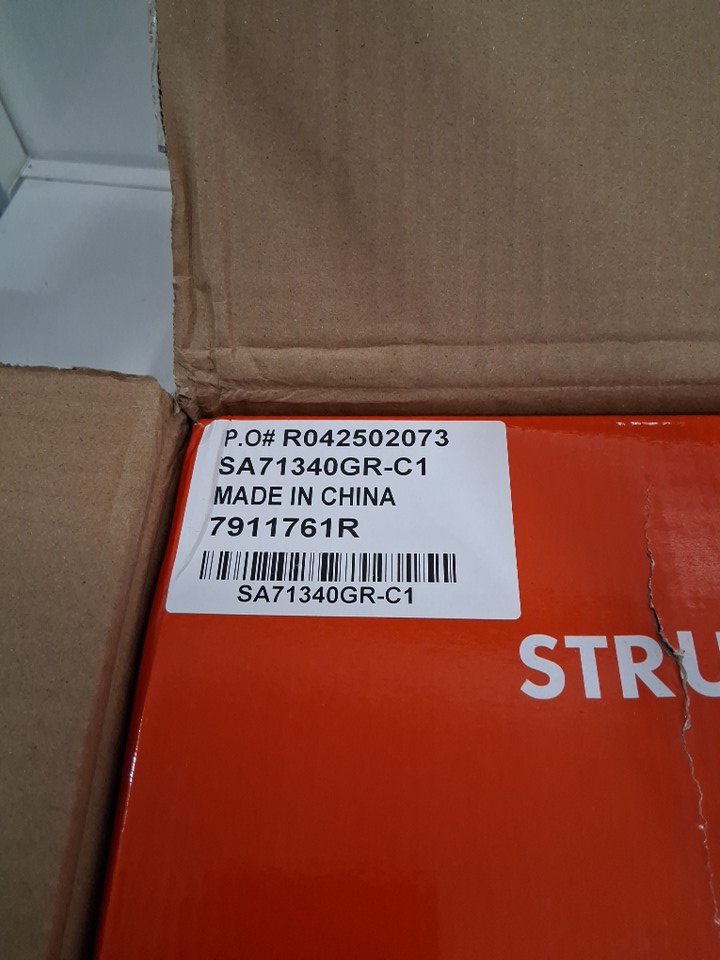 P.O# R042502073
SA71340GR-C1
MADE IN CHINA
7911761R
SA71340GR-C1
STRU